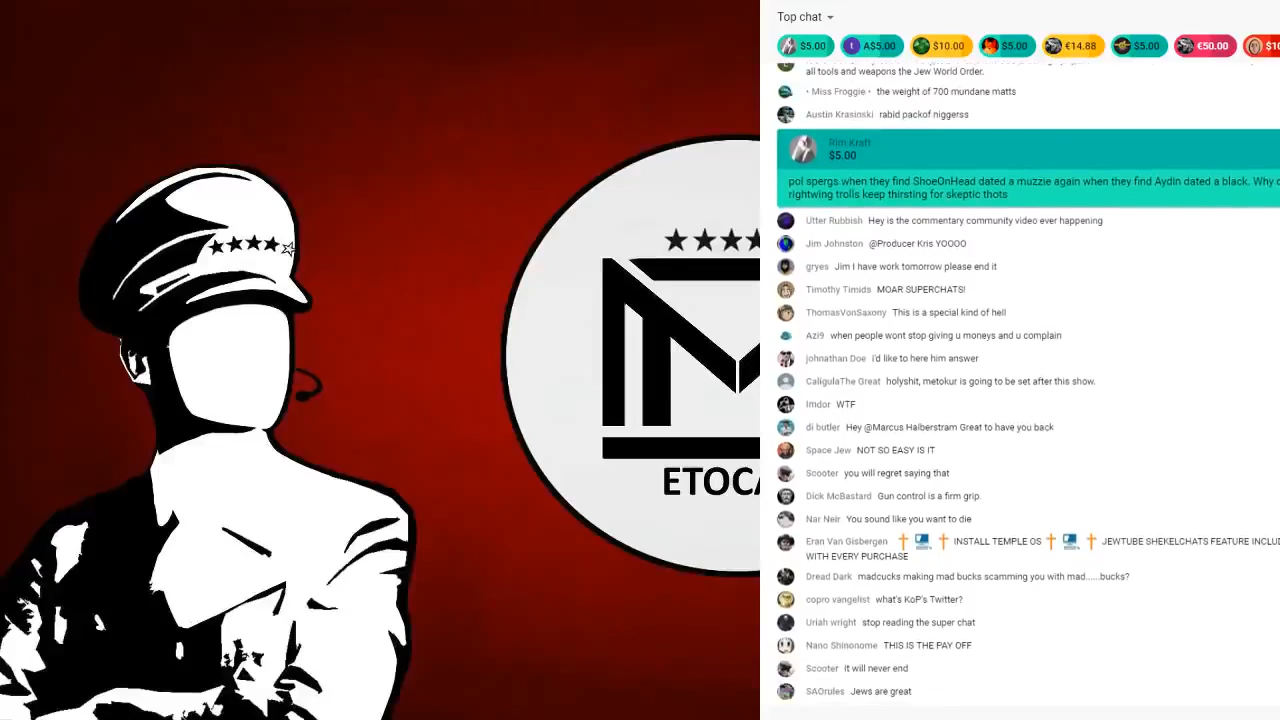 Top chat
$5.00 A$5.00 $10.00 $5.00 €14.88 $5.00 €50.00 $10
all tools and weapons the Jew World Order.
• Miss Froggie • the weight of 700 mundane matts
Austin Krasinski rabid packof niggerss
Rim Kraft
$5.00
pol spergs when they find ShoeOnHead dated a muzzie again when they find Aydin dated a black. Why
rightwing trolls keep thirsting for skeptic thots
Utter Rubbish Hey is the commentary community video ever happening
Jim Johnston @Producer Kris YOOOO
gryes Jim I have work tomorrow please end it
Timothy Timids MOAR SUPERCHATS!
ThomasVonSaxony This is a special kind of hell
Azi9 when people wont stop giving u moneys and u complain
johnathan Doe i'd like to here him answer
CaligulaThe Great holyshit, metokur is going to be set after this show.
Imdor WTF
di butler Hey @Marcus Halberstram Great to have you back
Space Jew NOT SO EASY IS IT
Scooter you will regret saying that
Dick McBastard Gun control is a firm grip.
Nar Neir You sound like you want to die
Eran Van Gisbergen INSTALL TEMPLE OS JEWTUBE SHEKELCHATS FEATURE INCLU
WITH EVERY PURCHASE
Dread Dark madcucks making mad bucks scamming you with mad......bucks?
copro vangelist what's KoP's Twitter?
Uriah wright stop reading the super chat
Nano Shinonome THIS IS THE PAY OFF
Scooter it will never end
SAOrules Jews are great
M
ETOCA